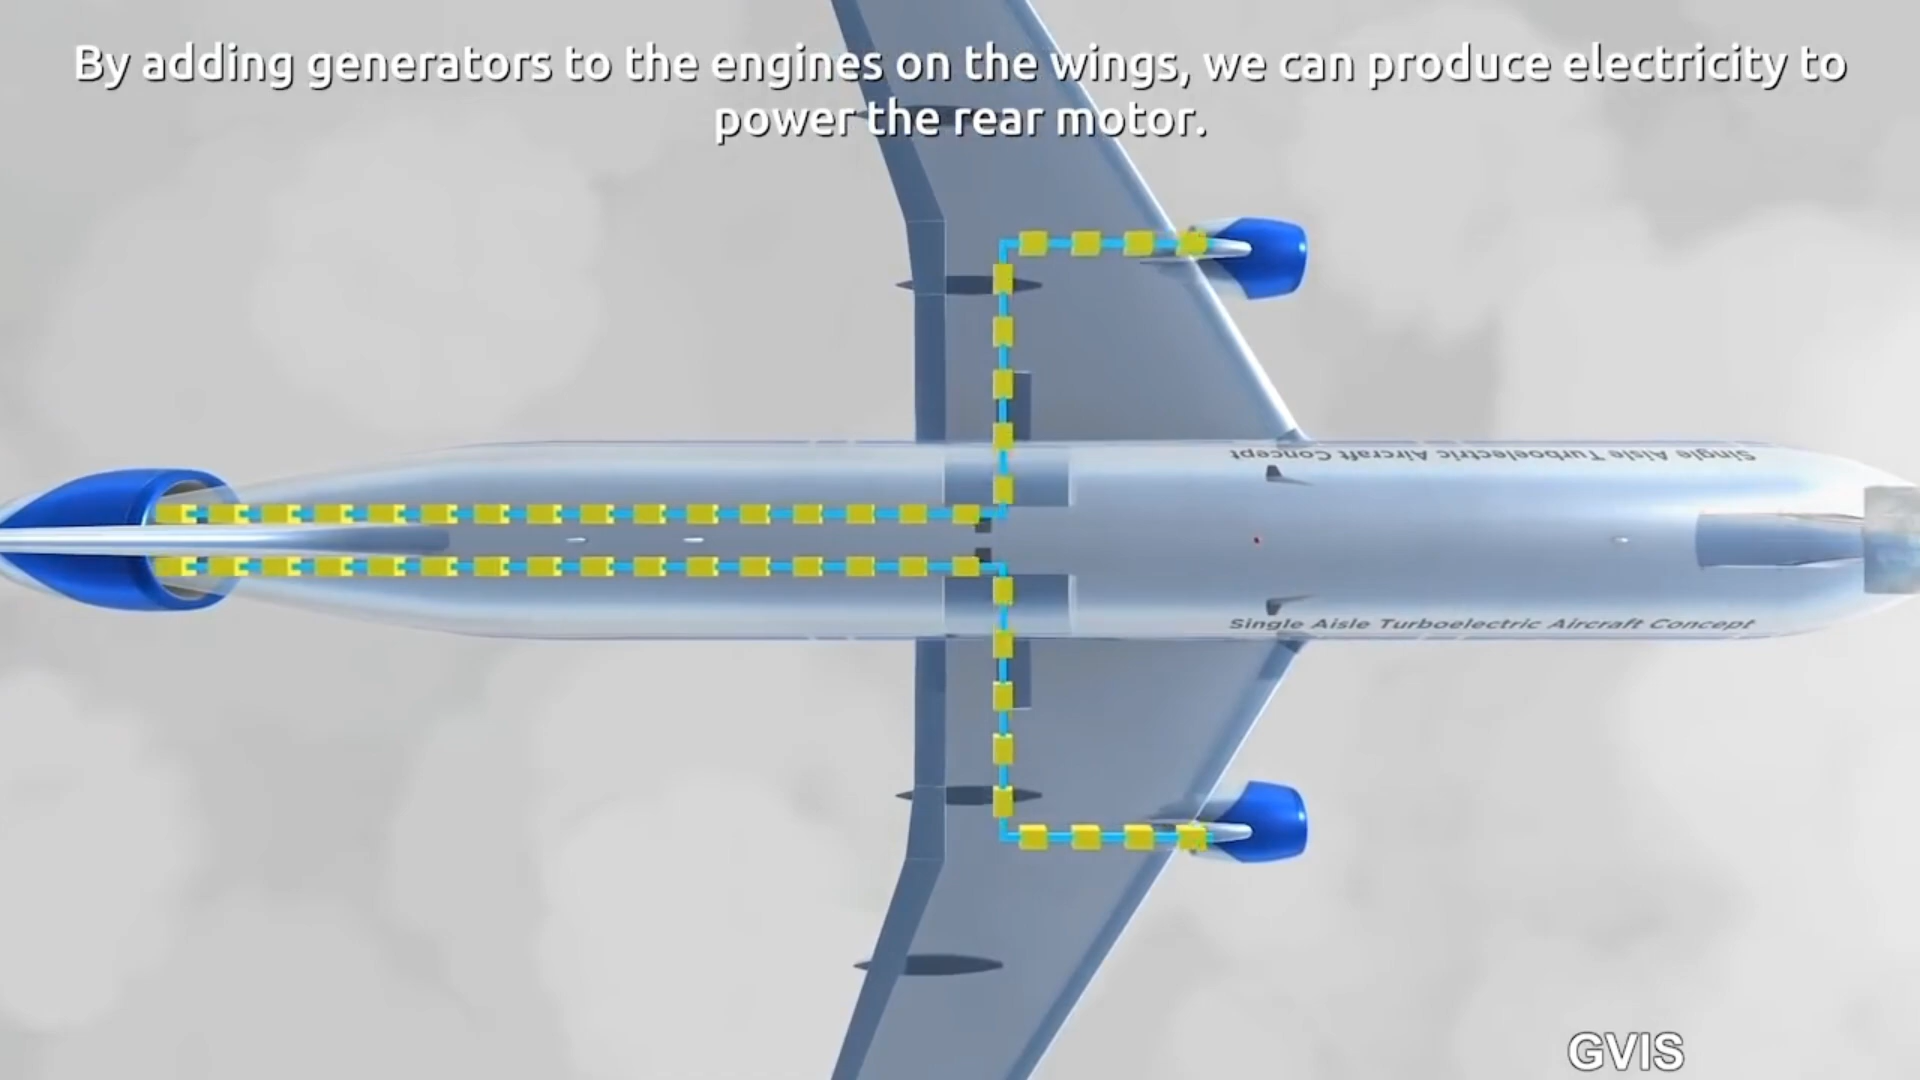 By adding generators to the engines on the wings, we can produce electricity to
power the rear motor.
Single Aisle Turboelectric Aircraft Concept
Single Aisle Turboelectric Aircraft Concept
GVIS